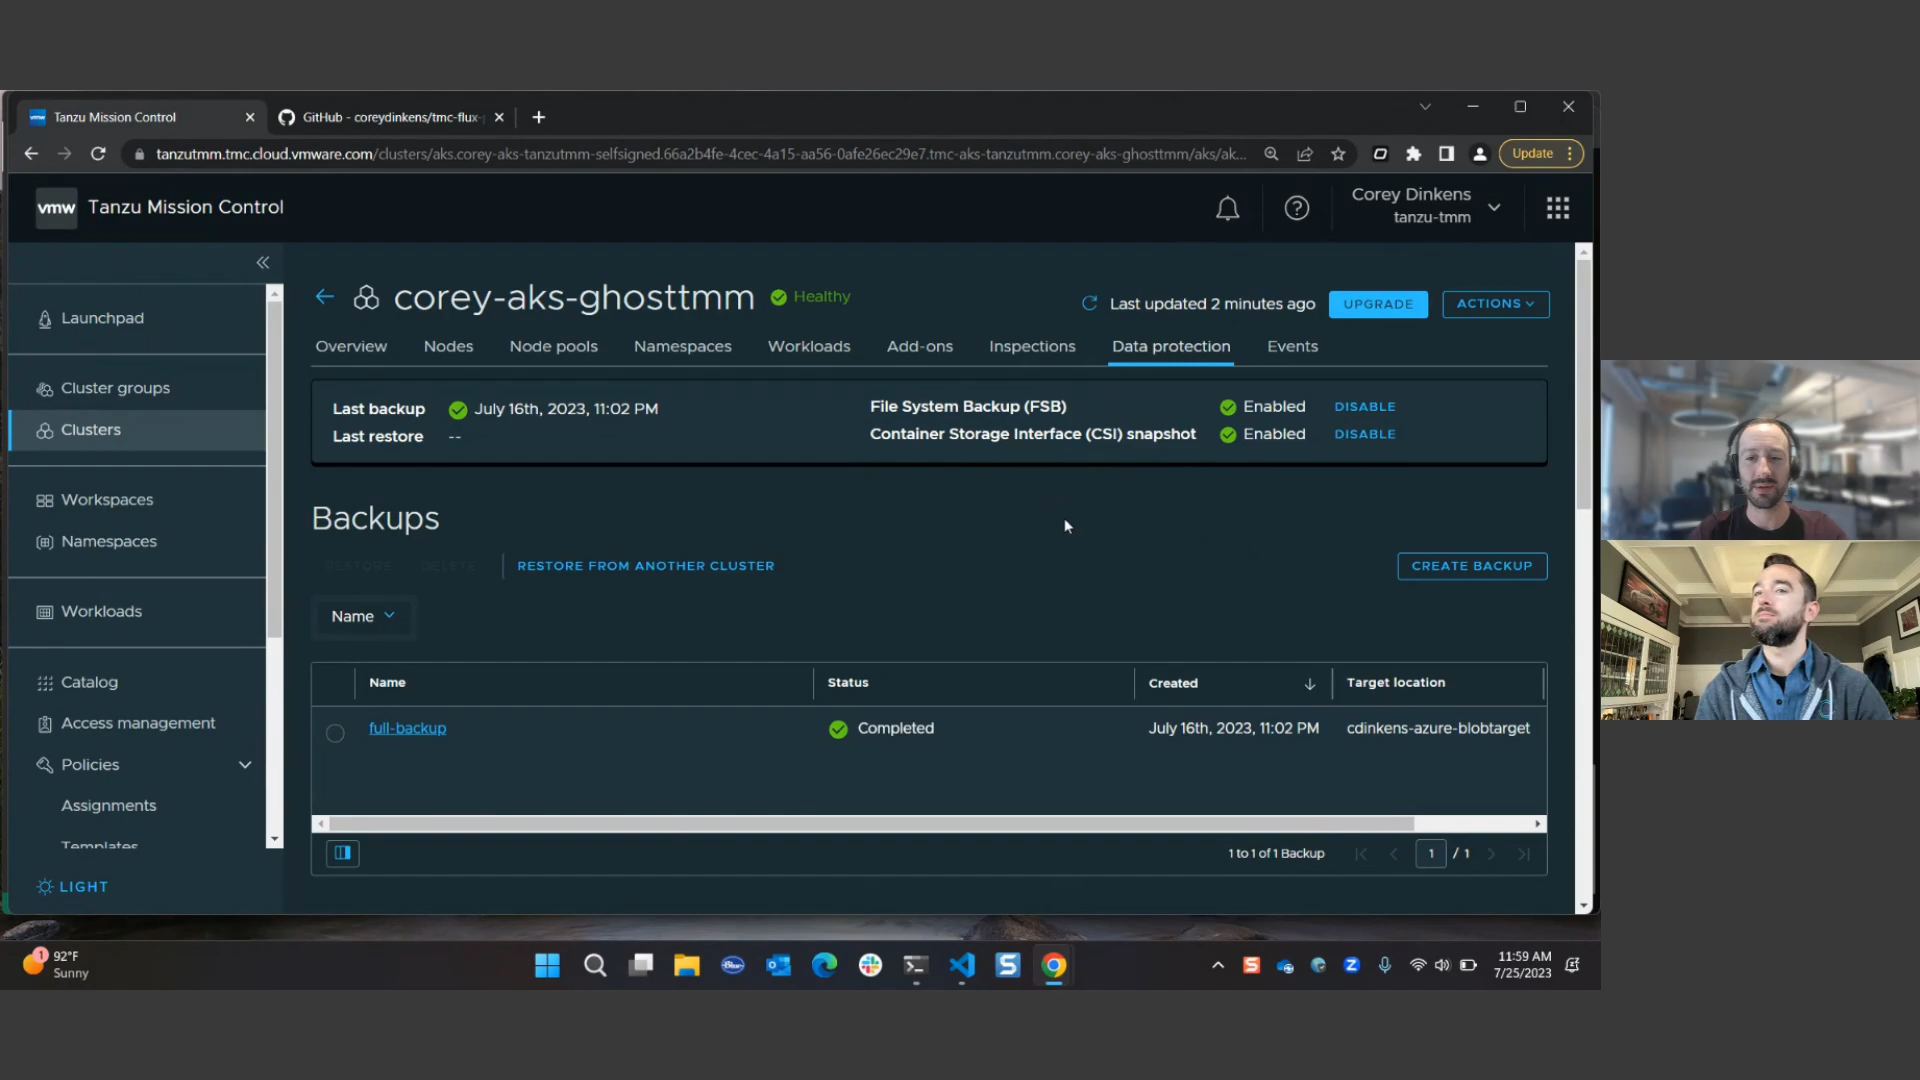 Tanzu Mission Control
GitHub - coreydinkens/tmc-flux-
Update
tanzutmm.tmc.cloud.vmware.com/clusters/aks.corey-aks-tanzutmm-selfsigned.66a2b4fe-4cec-4a15-aa56-0afe26ec29e7.tmc-aks-tanzutmm.corey-aks-ghosttmm/aks/ak...
vmw Tanzu Mission Control
Corey Dinkens
tanzu-tmm
Launchpad
Cluster groups
Clusters
Workspaces
Namespaces
Workloads
Catalog
Access management
Policies
Assignments
Templates
LIGHT
corey-aks-ghosttmm
Healthy
Last updated 2 minutes ago
UPGRADE
ACTIONS
Overview Nodes Node pools Namespaces Workloads Add-ons Inspections Data protection Events
Last backup July 16th, 2023, 11:02 PM
Last restore --
File System Backup (FSB) Enabled DISABLE
Container Storage Interface (CSI) snapshot Enabled DISABLE
Backups
RESTORE DELETE RESTORE FROM ANOTHER CLUSTER
CREATE BACKUP
Name
Name Status Created Target location
full-backup Completed July 16th, 2023, 11:02 PM cdinkens-azure-blobtarget
1 to 1 of 1 Backup
1 / 1
1
92°F
Sunny
11:59 AM
7/25/2023